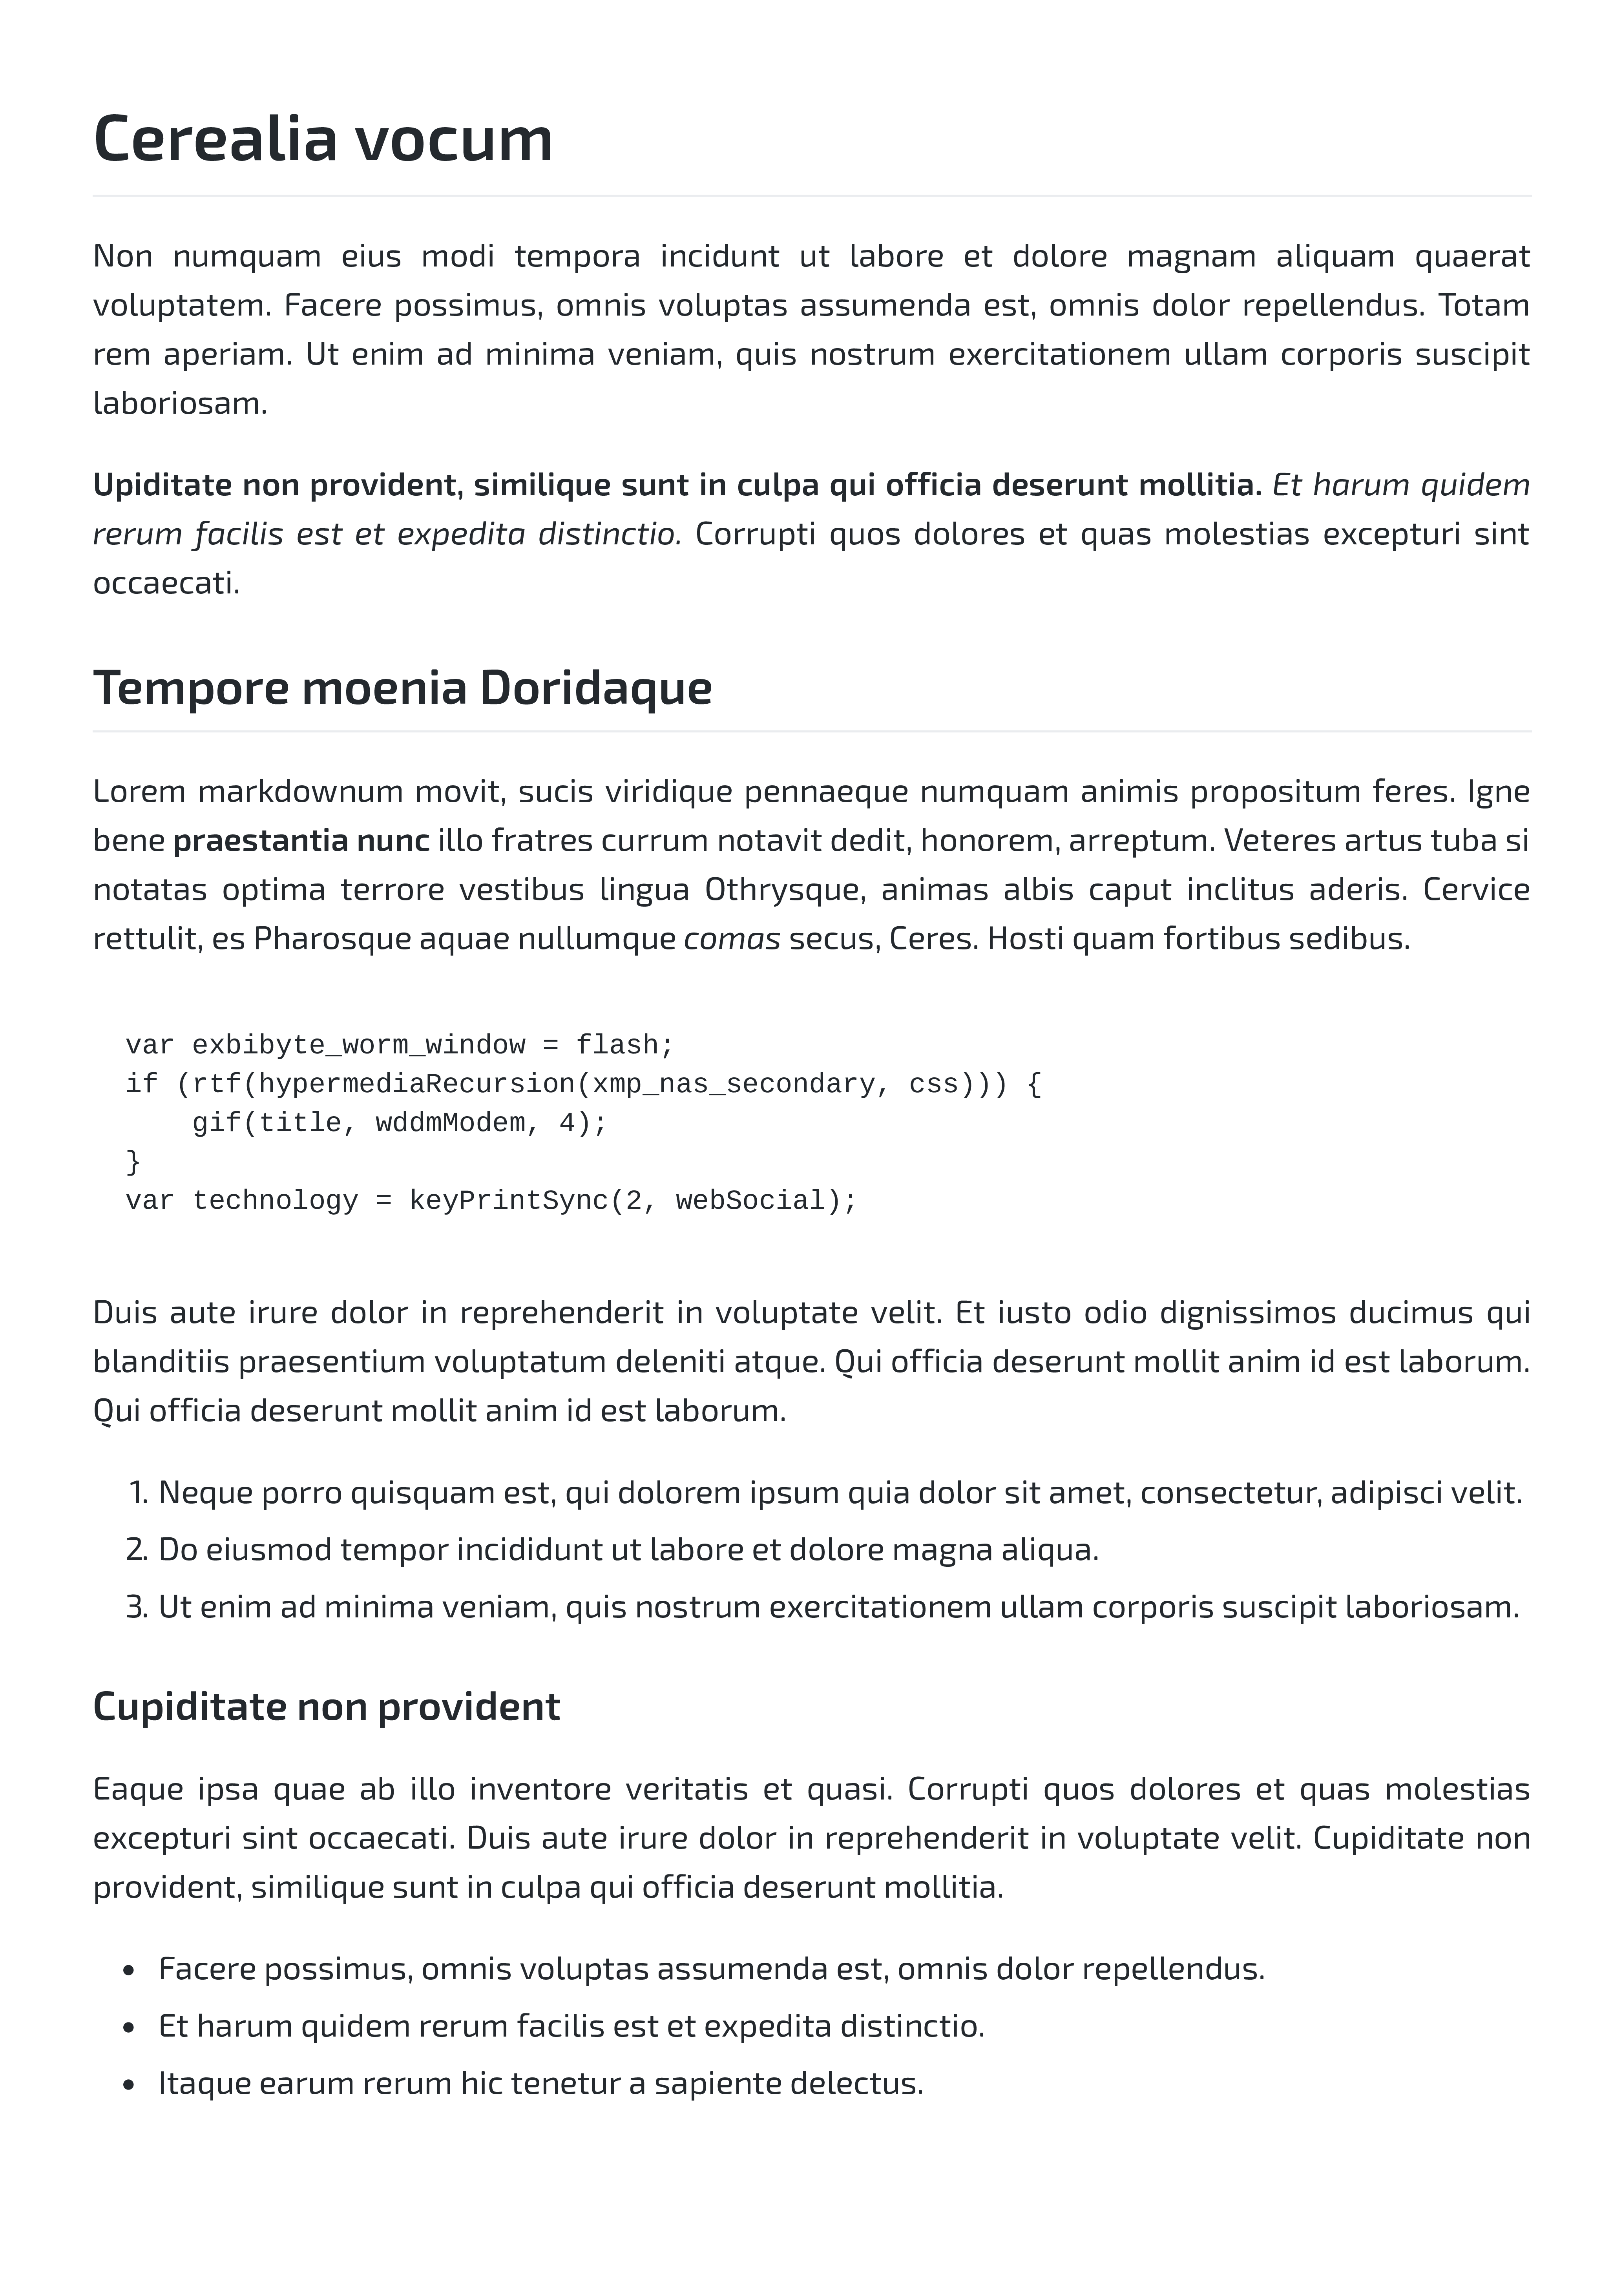 Cerealia vocum
Non numquam eius modi tempora incidunt ut labore et dolore magnam aliquam quaerat
voluptatem. Facere possimus, omnis voluptas assumenda est, omnis dolor repellendus. Totam
rem aperiam. Ut enim ad minima veniam, quis nostrum exercitationem ullam corporis suscipit
laboriosam.
Upiditate non provident, similique sunt in culpa qui officia deserunt mollitia. Et harum quidem
rerum facilis est et expedita distinctio. Corrupti quos dolores et quas molestias excepturi sint
occaecati.
Tempore moenia Doridaque
Lorem markdownum movit, sucis viridique pennaeque numquam animis propositum feres. Igne
bene praestantia nunc illo fratres currum notavit dedit, honorem, arreptum. Veteres artus tuba si
notatas optima terrore vestibus lingua Othrysque, animas albis caput inclitus aderis. Cervice
rettulit, es Pharosque aquae nullumque comas secus, Ceres. Hosti quam fortibus sedibus.
var exbibyte_worm_window = flash;
if (rtf(hypermediaRecursion(xmp_nas_secondary, css))) {
    gif(title, wddmModem, 4);
}
var technology = keyPrintSync(2, webSocial);
Duis aute irure dolor in reprehenderit in voluptate velit. Et iusto odio dignissimos ducimus qui
blanditiis praesentium voluptatum deleniti atque. Qui officia deserunt mollit anim id est laborum.
Qui officia deserunt mollit anim id est laborum.
1. Neque porro quisquam est, qui dolorem ipsum quia dolor sit amet, consectetur, adipisci velit.
2. Do eiusmod tempor incididunt ut labore et dolore magna aliqua.
3. Ut enim ad minima veniam, quis nostrum exercitationem ullam corporis suscipit laboriosam.
Cupiditate non provident
Eaque ipsa quae ab illo inventore veritatis et quasi. Corrupti quos dolores et quas molestias
excepturi sint occaecati. Duis aute irure dolor in reprehenderit in voluptate velit. Cupiditate non
provident, similique sunt in culpa qui officia deserunt mollitia.
• Facere possimus, omnis voluptas assumenda est, omnis dolor repellendus.
• Et harum quidem rerum facilis est et expedita distinctio.
• Itaque earum rerum hic tenetur a sapiente delectus.